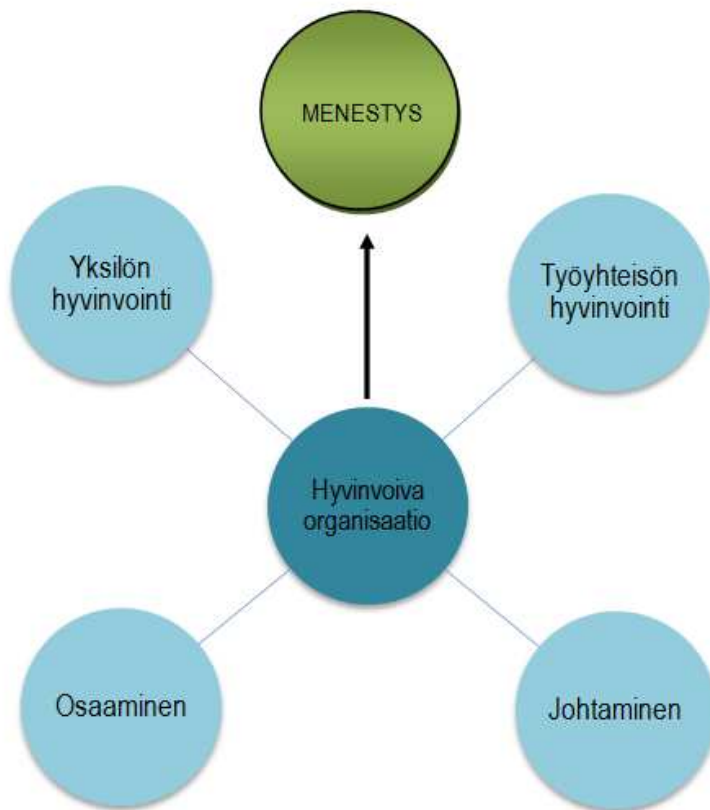 MENESTYS
Yksilön
hyvinvointi
Työyhteisön
hyvinvointi
Hyvinvoiva
organisaatio
Osaaminen
Johtaminen